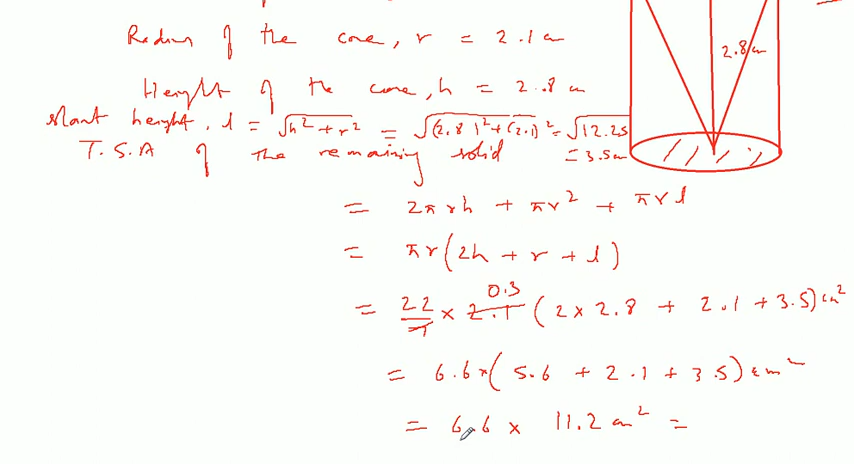 Radius of the cone, r = 2.1 cm
2.8 cm
Height of the cone, h = 2.8 cm
slant height, l = √h² + r² = √(2.8)² + (2.1)² = √12.25
T.S.A of the remaining solid = 3.5 cm
= 2πrh + πr² + πrl
= πr(2h + r + l)
0.3
= 22/7 × 2.1 (2 × 2.8 + 2.1 + 3.5) cm²
= 6.6 × (5.6 + 2.1 + 3.5) cm²
= 6.6 × 11.2 cm² =